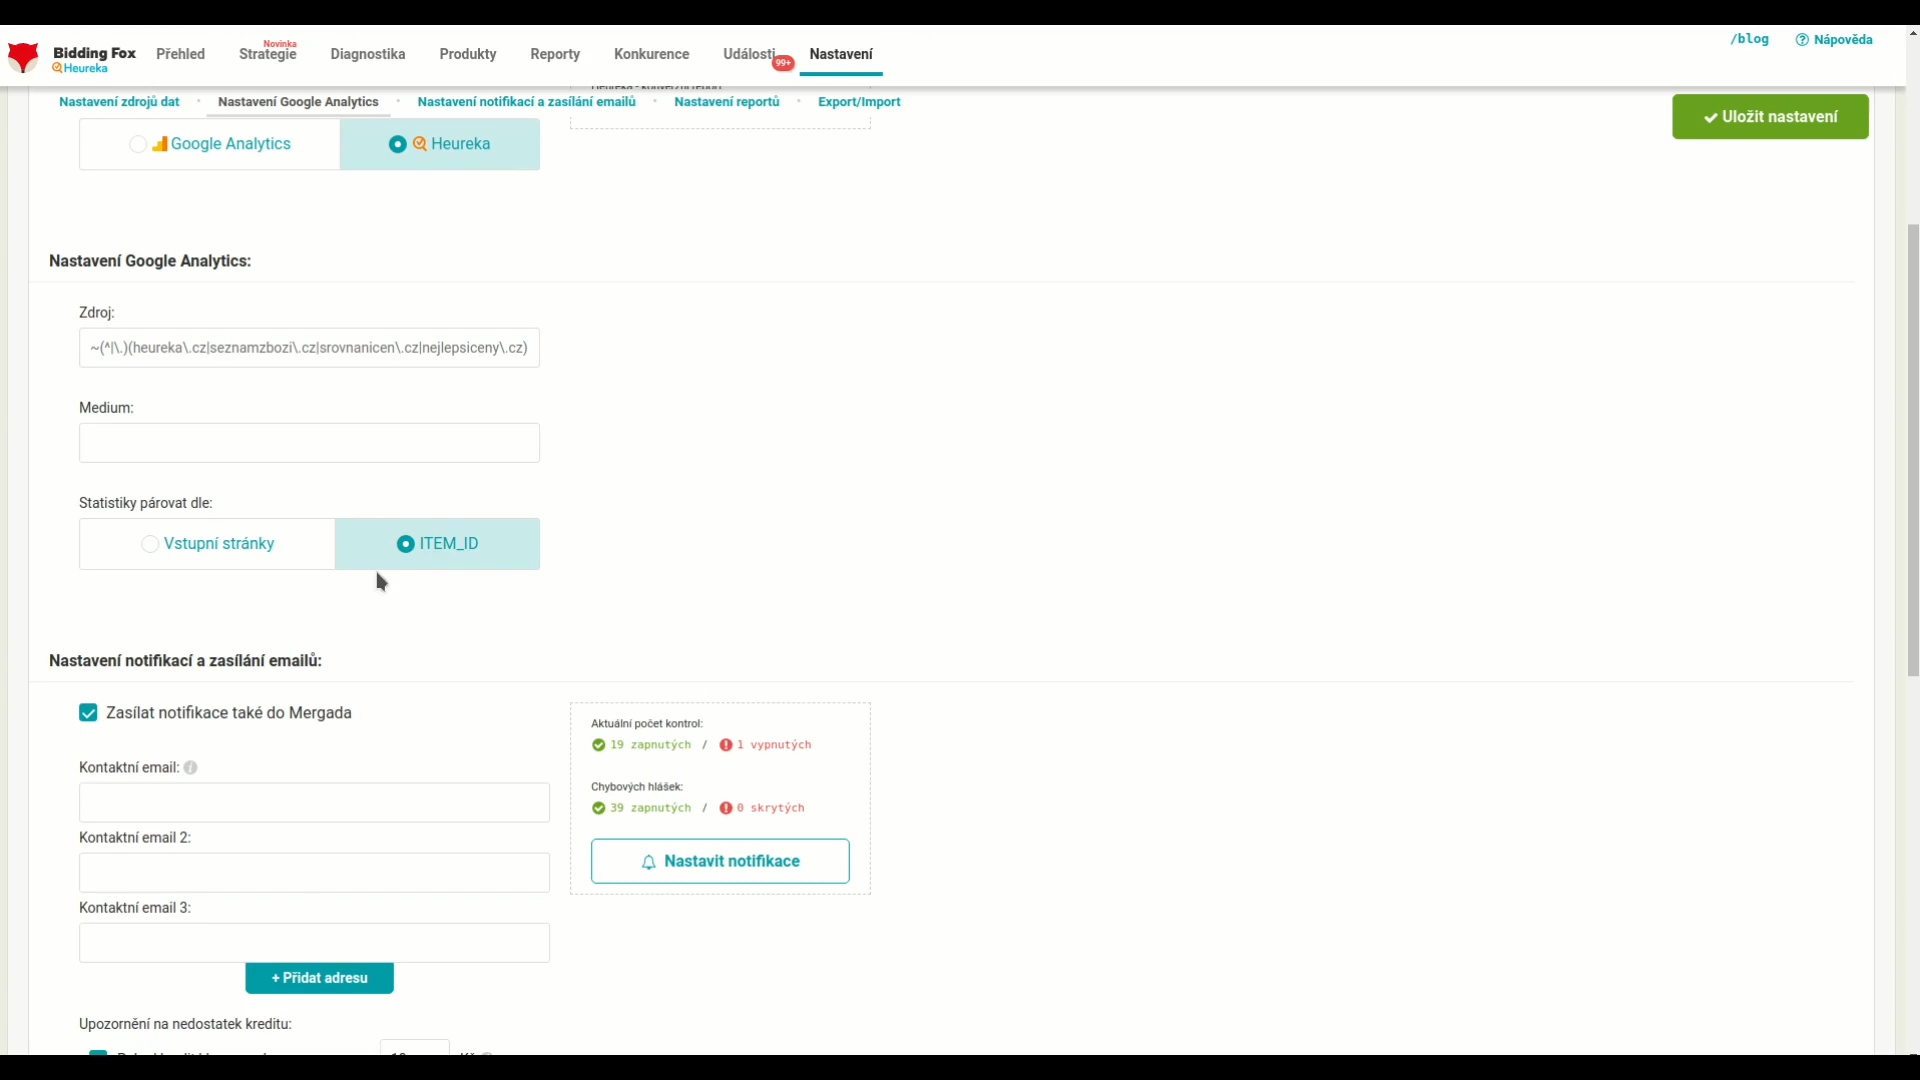 Bidding Fox
Heureka
Přehled
Novinka
Strategie
Diagnostika
Produkty
Reporty
Konkurence
Události
99+
Nastavení
/blog
Nápověda
Heureka - konverzní report
Nastavení zdrojů dat
Nastavení Google Analytics
Nastavení notifikací a zasílání emailů
Nastavení reportů
Export/Import
Uložit nastavení
Google Analytics
Heureka
Nastavení Google Analytics:
Zdroj:
~(^|\.)(heureka\.cz|seznamzbozi\.cz|srovnanicen\.cz|nejlepsiceny\.cz)
Medium:
Statistiky párovat dle:
Vstupní stránky
ITEM_ID
Nastavení notifikací a zasílání emailů:
Zasílat notifikace také do Mergada
Kontaktní email:
Kontaktní email 2:
Kontaktní email 3:
+ Přidat adresu
Aktuální počet kontrol:
19 zapnutých / 1 vypnutých
Chybových hlášek:
39 zapnutých / 0 skrytých
Nastavit notifikace
Upozornění na nedostatek kreditu: